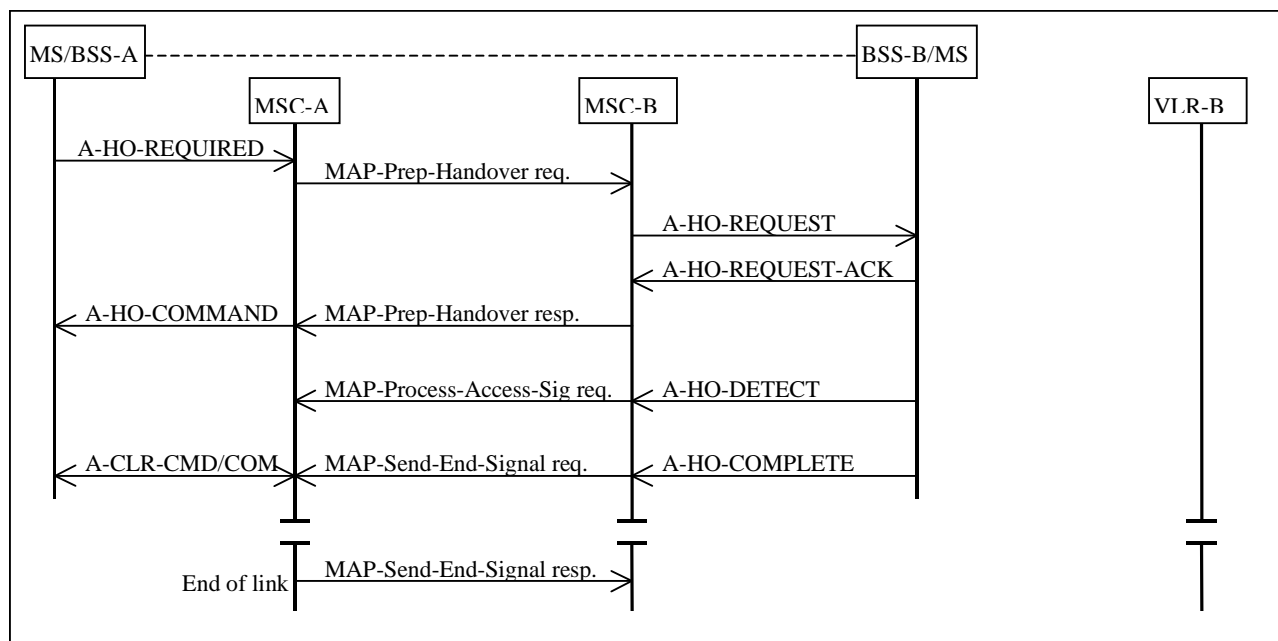 MS/BSS-A
BSS-B/MS
MSC-A
MSC-B
VLR-B
A-HO-REQUIRED
MAP-Prep-Handover req.
A-HO-REQUEST
A-HO-REQUEST-ACK
A-HO-COMMAND
MAP-Prep-Handover resp.
MAP-Process-Access-Sig req.
A-HO-DETECT
A-CLR-CMD/COM
MAP-Send-End-Signal req.
A-HO-COMPLETE
End of link
MAP-Send-End-Signal resp.